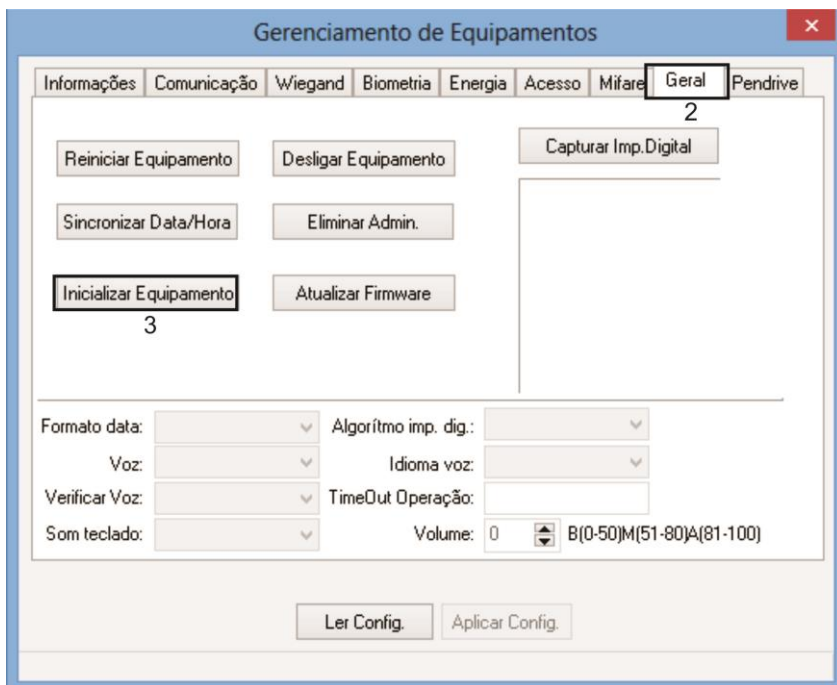 Gerenciamento de Equipamentos
Informações Comunicação Wiegand Biometria Energia Acesso Mifare Geral Pendrive
2
Reiniciar Equipamento Desligar Equipamento Capturar Imp.Digital
Sincronizar Data/Hora Eliminar Admin.
Inicializar Equipamento Atualizar Firmware
3
Formato data: Algorítmo imp. dig.:
Voz: Idioma voz:
Verificar Voz: TimeOut Operação:
Som teclado: Volume: 0 B(0-50)M(51-80)A(81-100)
Ler Config. Aplicar Config.